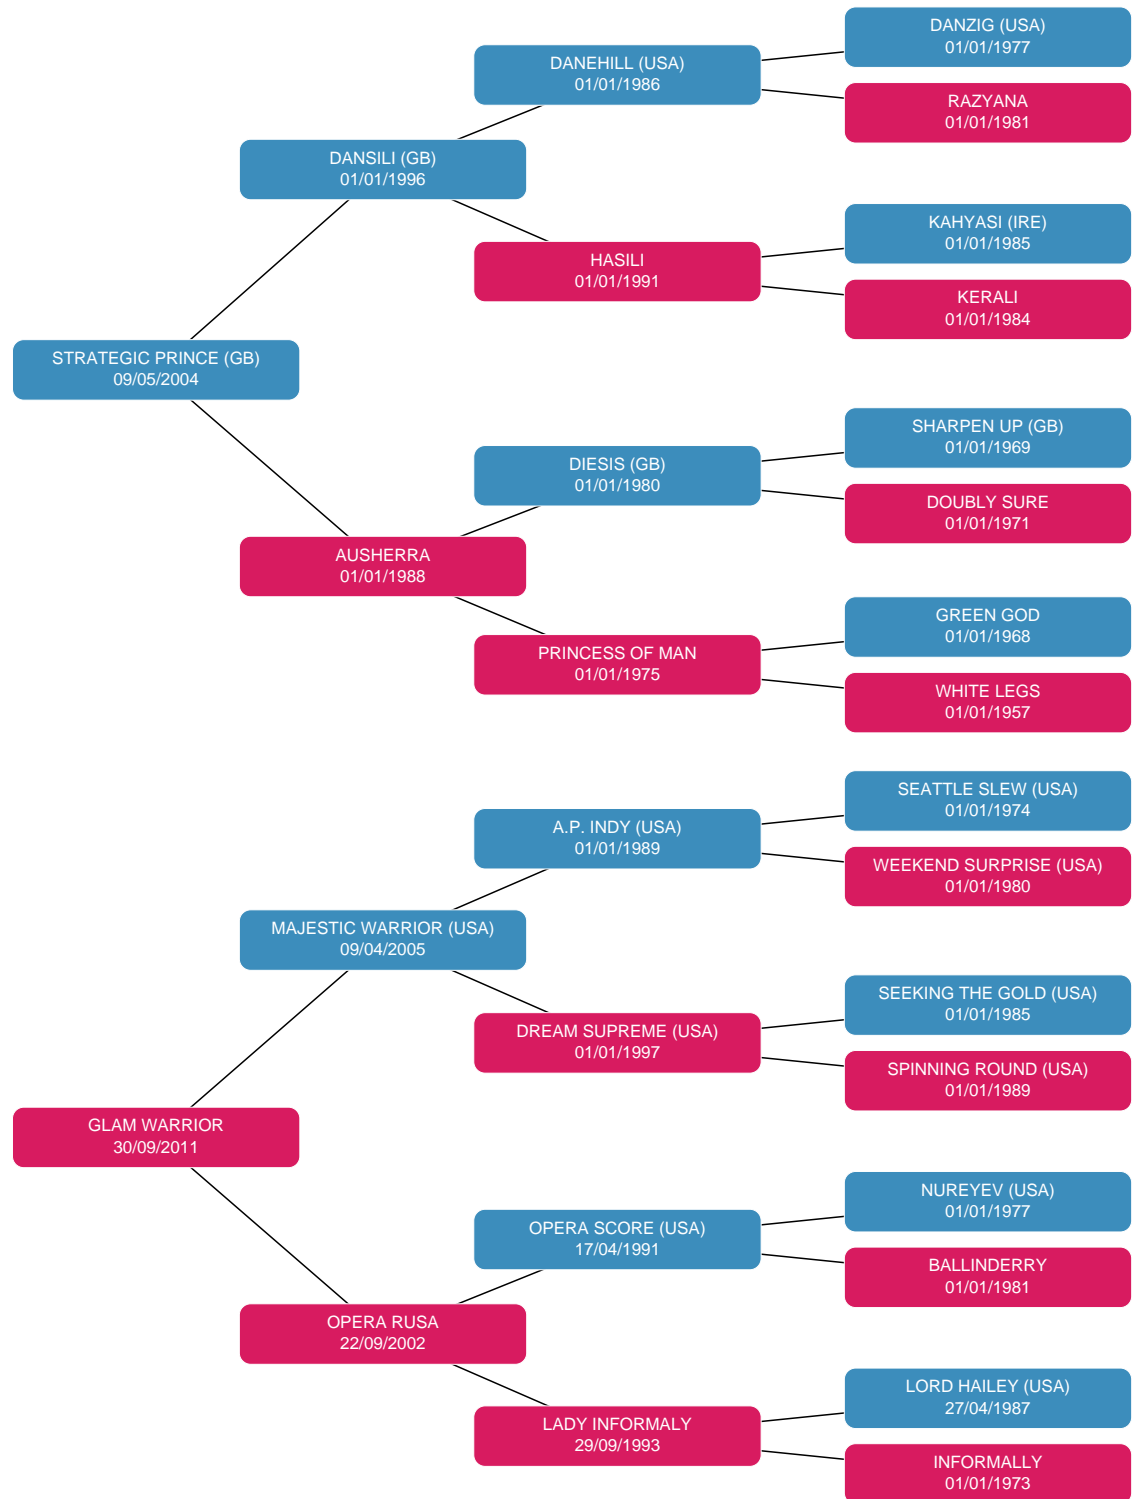 DANZIG (USA)
01/01/1977
DANEHILL (USA)
01/01/1986
RAZYANA
01/01/1981
DANSILI (GB)
01/01/1996
KAHYASI (IRE)
01/01/1985
HASILI
01/01/1991
KERALI
01/01/1984
STRATEGIC PRINCE (GB)
09/05/2004
SHARPEN UP (GB)
01/01/1969
DIESIS (GB)
01/01/1980
DOUBLY SURE
01/01/1971
AUSHERRA
01/01/1988
GREEN GOD
01/01/1968
PRINCESS OF MAN
01/01/1975
WHITE LEGS
01/01/1957
SEATTLE SLEW (USA)
01/01/1974
A.P. INDY (USA)
01/01/1989
WEEKEND SURPRISE (USA)
01/01/1980
MAJESTIC WARRIOR (USA)
09/04/2005
SEEKING THE GOLD (USA)
01/01/1985
DREAM SUPREME (USA)
01/01/1997
SPINNING ROUND (USA)
01/01/1989
GLAM WARRIOR
30/09/2011
NUREYEV (USA)
01/01/1977
OPERA SCORE (USA)
17/04/1991
BALLINDERRY
01/01/1981
OPERA RUSA
22/09/2002
LORD HAILEY (USA)
27/04/1987
LADY INFORMALY
29/09/1993
INFORMALLY
01/01/1973